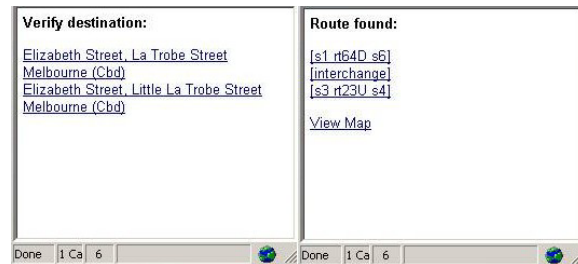 Verify destination:
Elizabeth Street, La Trobe Street
Melbourne (Cbd)
Elizabeth Street, Little La Trobe Street
Melbourne (Cbd)
Done 1 Ca 6
Route found:
[s1 rt64D s6]
[interchange]
[s3 rt23U s4]
View Map
Done 1 Ca 6